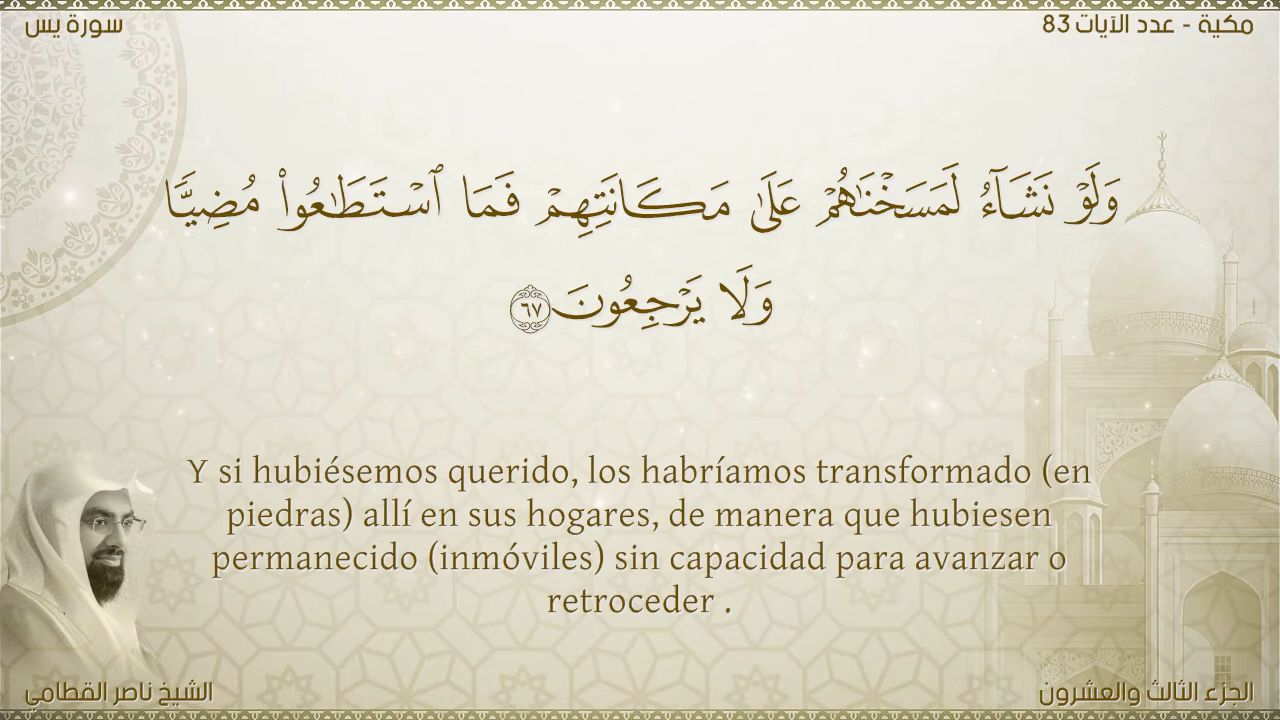 سورة يس
مكية - عدد الآيات 83
وَلَوْ نَشَآءُ لَمَسَخْنَٰهُمْ عَلَىٰ مَكَانَتِهِمْ فَمَا ٱسْتَطَٰعُوا۟ مُضِيًّا
وَلَا يَرْجِعُونَ ٦٧
Y si hubiésemos querido, los habríamos transformado (en
piedras) allí en sus hogares, de manera que hubiesen
permanecido (inmóviles) sin capacidad para avanzar o
retroceder .
الشيخ ناصر القطامي
الجزء الثالث والعشرون